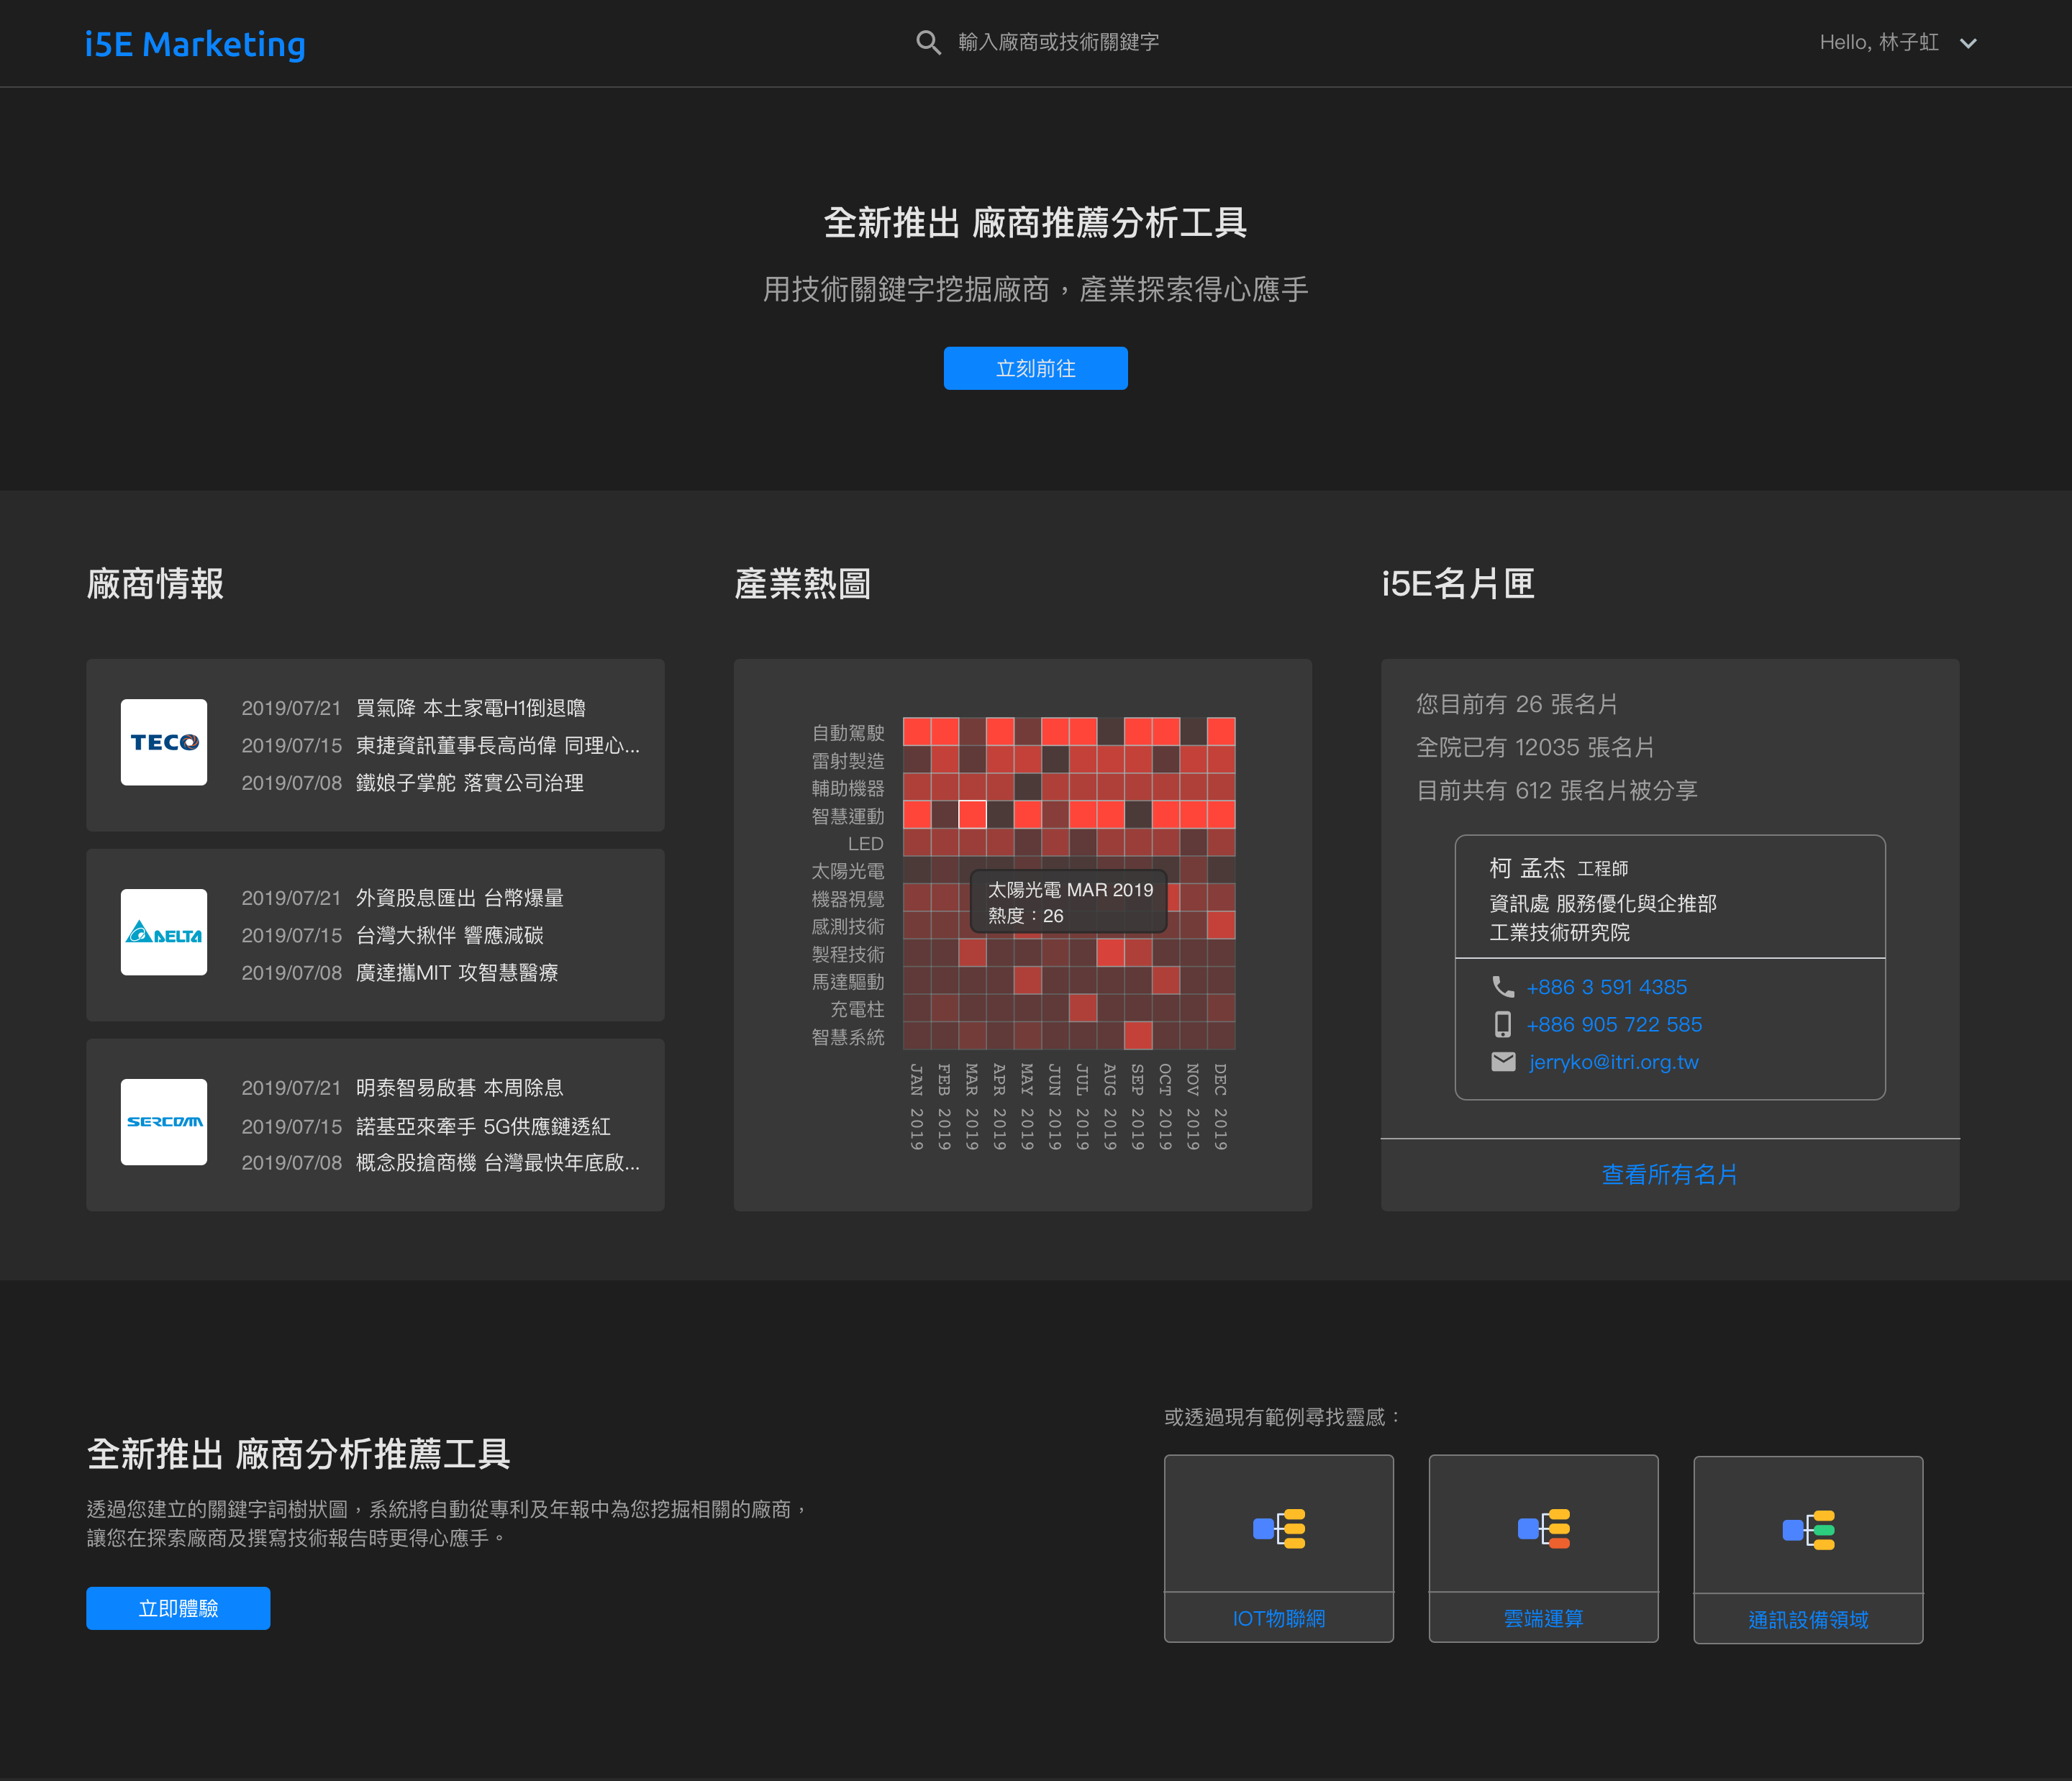 i5E Marketing
輸入廠商或技術關鍵字
Hello, 林子虹
全新推出 廠商推薦分析工具
用技術關鍵字挖掘廠商，產業探索得心應手
立刻前往
廠商情報
TECO
2019/07/21 買氣降 本土家電H1倒退嚕
2019/07/15 東捷資訊董事長高尚偉 同理心...
2019/07/08 鐵娘子掌舵 落實公司治理
DELTA
2019/07/21 外資股息匯出 台幣爆量
2019/07/15 台灣大揪伴 響應減碳
2019/07/08 廣達攜MIT 攻智慧醫療
SERCOMM
2019/07/21 明泰智易啟碁 本周除息
2019/07/15 諾基亞來牽手 5G供應鏈透紅
2019/07/08 概念股搶商機 台灣最快年底啟...
產業熱圖
自動駕駛
雷射製造
輔助機器
智慧運動
LED
太陽光電
機器視覺
感測技術
製程技術
馬達驅動
充電柱
智慧系統
太陽光電 MAR 2019
熱度：26
JAN 2019
FEB 2019
MAR 2019
APR 2019
MAY 2019
JUN 2019
JUL 2019
AUG 2019
SEP 2019
OCT 2019
NOV 2019
DEC 2019
i5E名片匣
您目前有 26 張名片
全院已有 12035 張名片
目前共有 612 張名片被分享
柯 孟杰 工程師
資訊處 服務優化與企推部
工業技術研究院
+886 3 591 4385
+886 905 722 585
jerryko@itri.org.tw
查看所有名片
全新推出 廠商分析推薦工具
透過您建立的關鍵字詞樹狀圖，系統將自動從專利及年報中為您挖掘相關的廠商，
讓您在探索廠商及撰寫技術報告時更得心應手。
立即體驗
或透過現有範例尋找靈感：
IOT物聯網
雲端運算
通訊設備領域